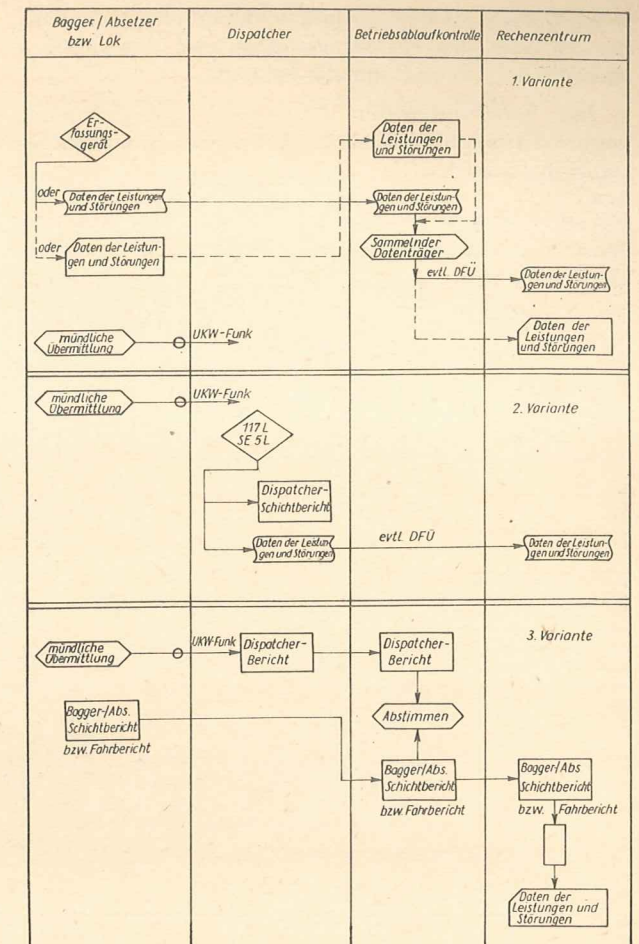 Bagger / Absetzer
bzw. Lok
Dispatcher
Betriebsablaufkontrolle
Rechenzentrum
1. Variante
Er-
fassungs-
gerät
Daten der
Leistungen
und Störungen
oder
Daten der Leistungen
und Störungen
Daten der Leistun-
gen und Störungen
oder
Daten der Leistun-
gen und Störungen
Sammelnder
Datenträger
evtl. DFÜ
Daten der Leistun-
gen und Störungen
mündliche
Übermittlung
UKW-Funk
Daten der
Leistungen
und Störungen
mündliche
Übermittlung
UKW-Funk
2. Variante
117 L
SE 5 L
Dispatcher-
Schichtbericht
Daten der Leistun-
gen und Störungen
evtl. DFÜ
Daten der Leistun-
gen und Störungen
3. Variante
mündliche
Übermittlung
UKW-Funk
Dispatcher-
Bericht
Dispatcher-
Bericht
Bagger-/Abs.
Schichtbericht
bzw. Fahrbericht
Abstimmen
Bagger/Abs.
Schichtbericht
bzw. Fahrbericht
Bagger/Abs
Schichtbericht
bzw. Fahrbericht
Daten der
Leistungen und
Störungen